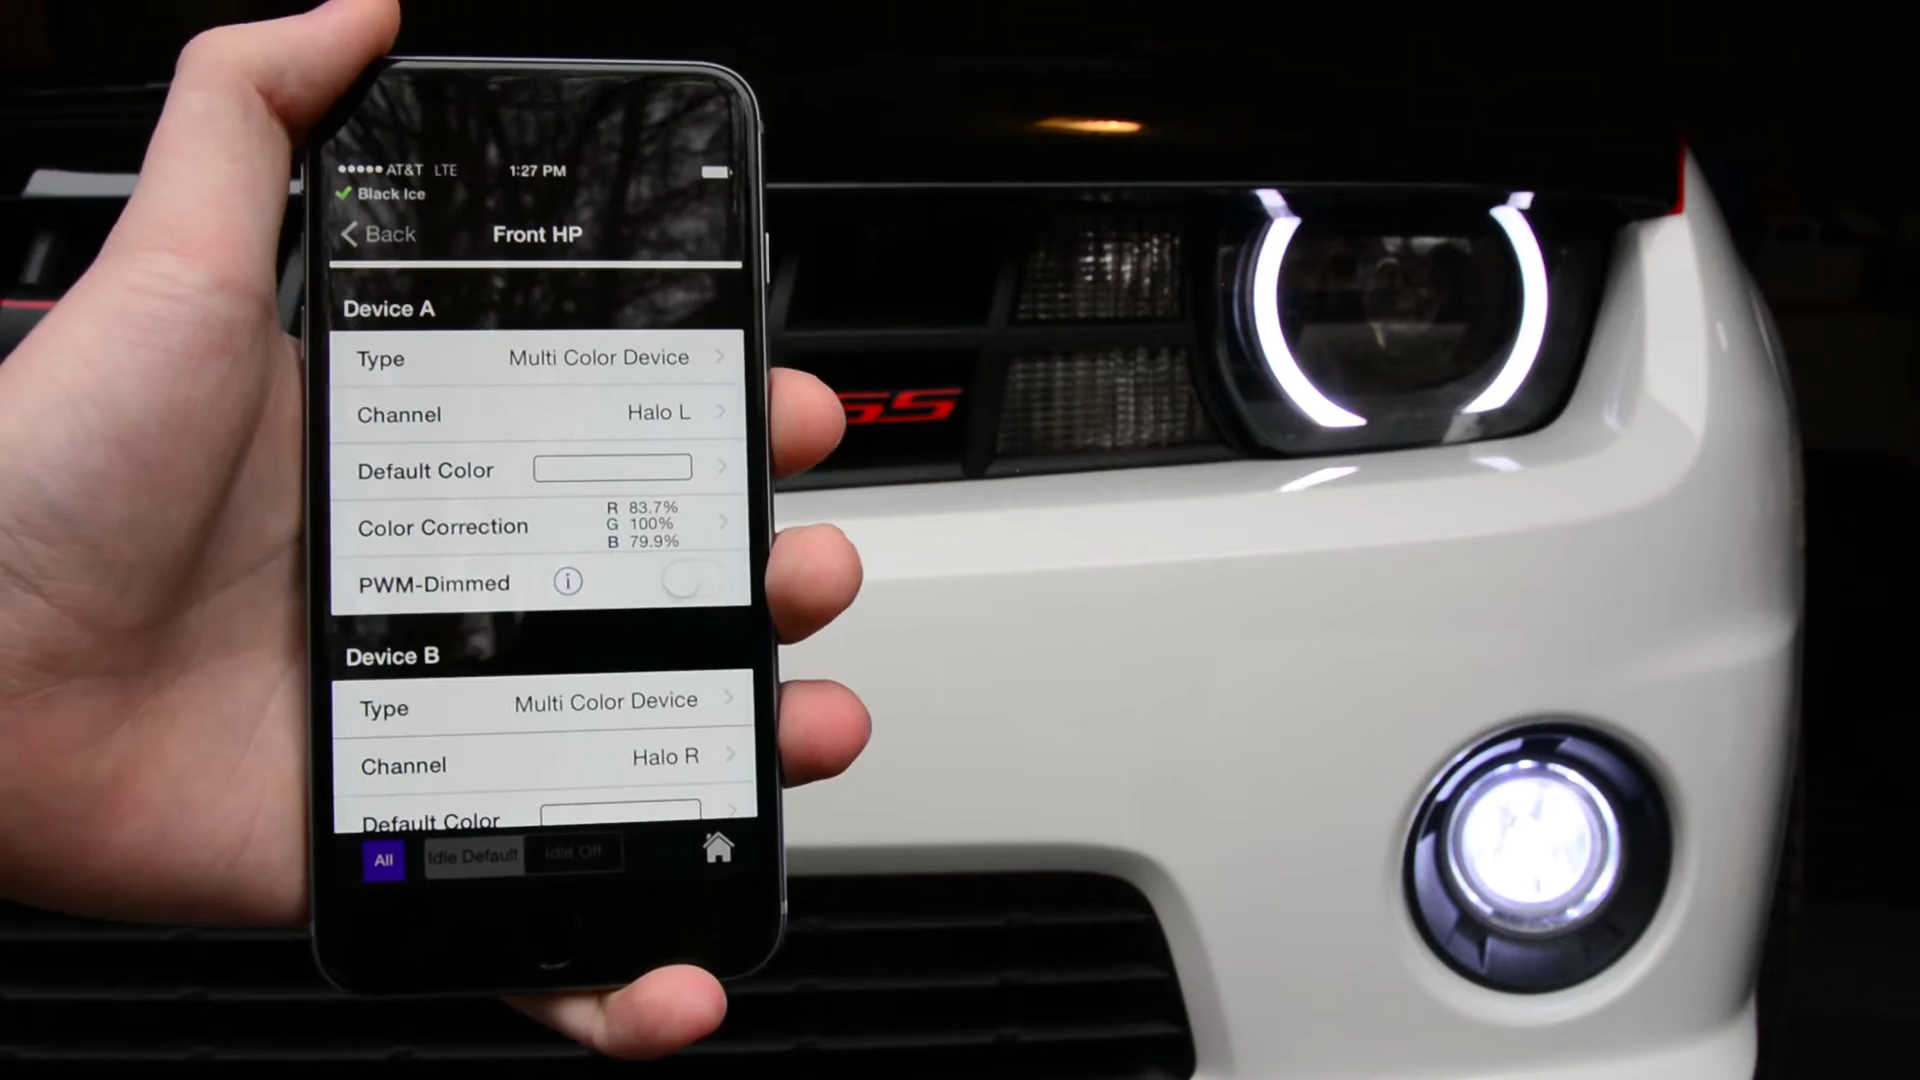 ●●●●● AT&T LTE 1:27 PM
✓ Black Ice
< Back Front HP
Device A
Type Multi Color Device >
Channel Halo L >
Default Color >
R 83.7%
Color Correction G 100% >
B 79.9%
PWM-Dimmed i
Device B
Type Multi Color Device >
Channel Halo R >
Default Color >
All Idle Default Idle Off
SS